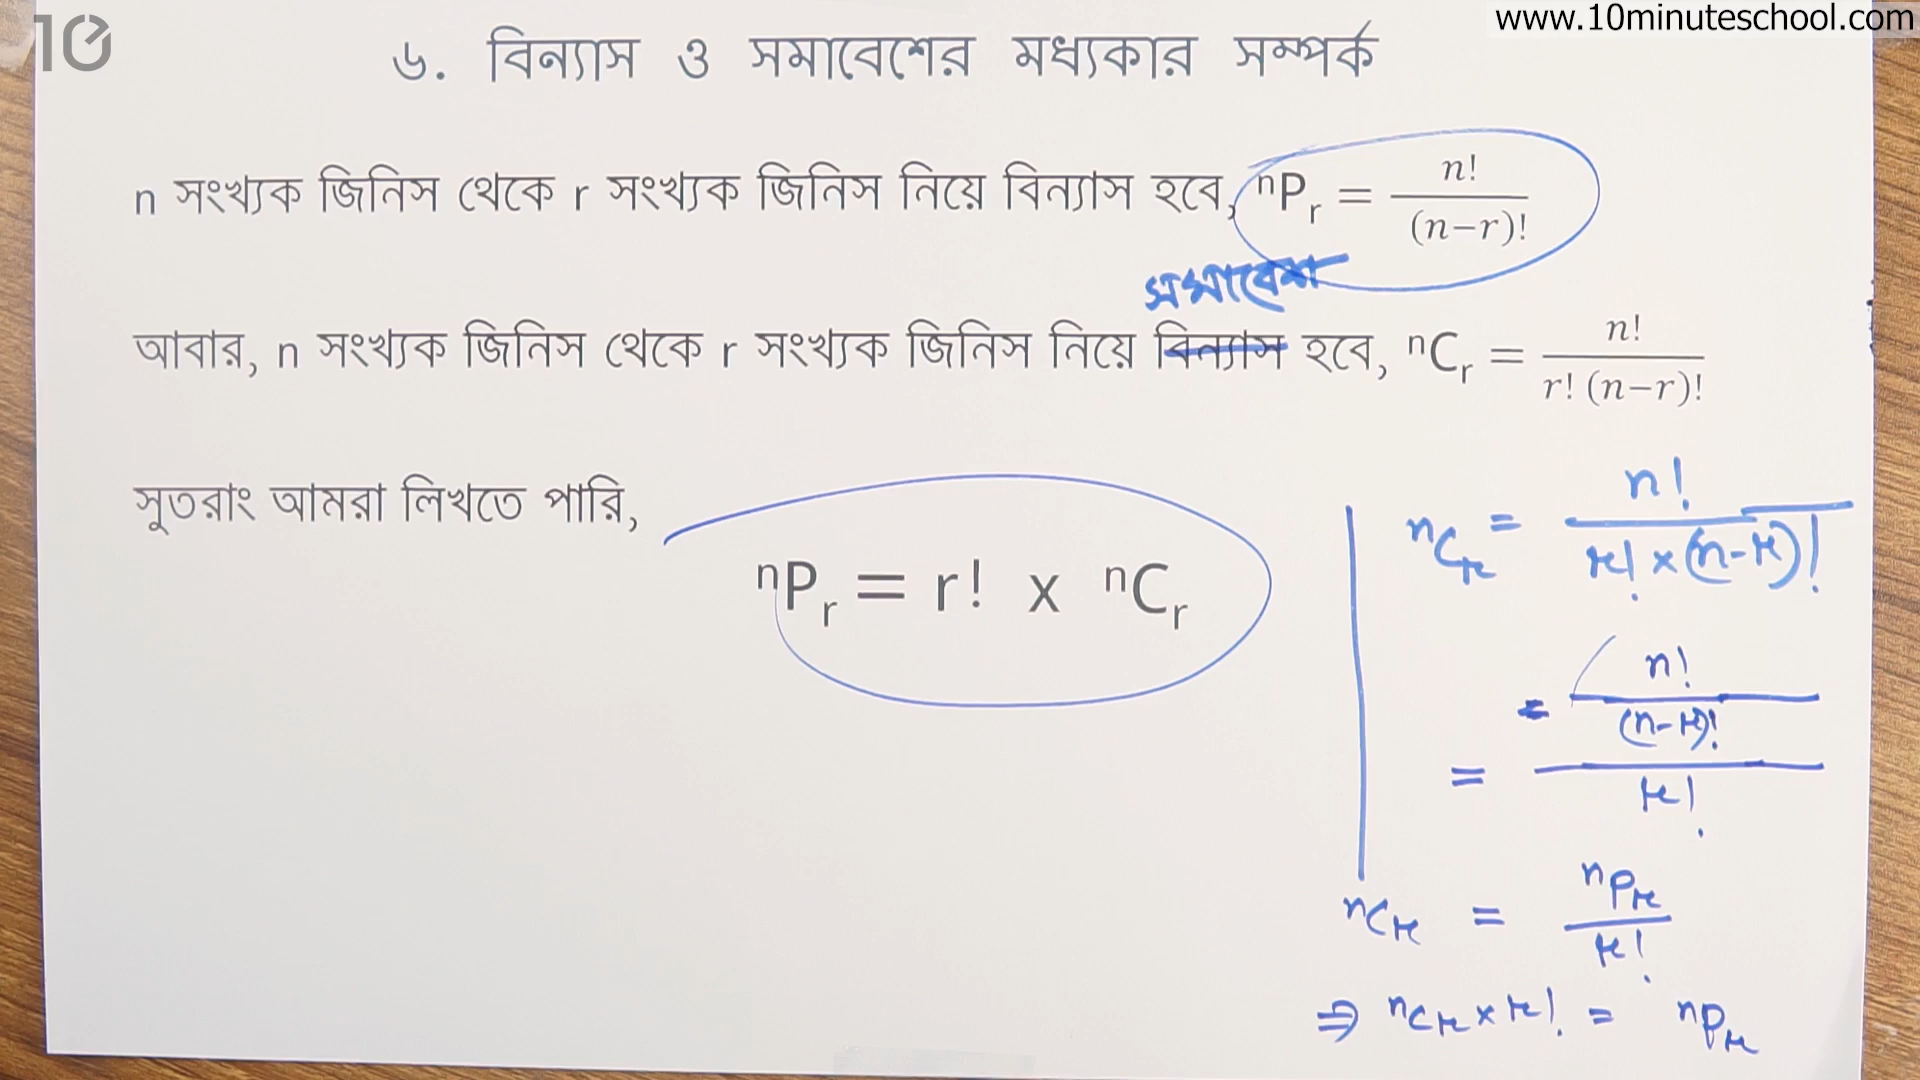 10
www.10minuteschool.com
৬. বিন্যাস ও সমাবেশের মধ্যকার সম্পর্ক
n সংখ্যক জিনিস থেকে r সংখ্যক জিনিস নিয়ে বিন্যাস হবে, ⁿPᵣ = n! / (n−r)!
সমাবেশ
আবার, n সংখ্যক জিনিস থেকে r সংখ্যক জিনিস নিয়ে বিন্যাস হবে, ⁿCᵣ = n! / r! (n−r)!
সুতরাং আমরা লিখতে পারি,
ⁿPᵣ = r! x ⁿCᵣ
ⁿCᵣ = n! / r! × (n-r)!
= n! / (n-r)!
= / r!
ⁿCᵣ = ⁿPᵣ / r!
⇒ ⁿCᵣ × r! = ⁿPᵣ